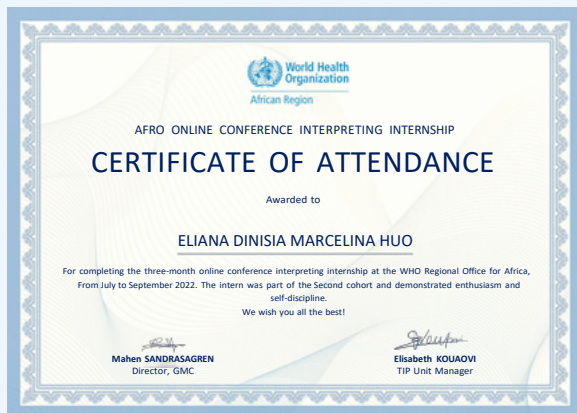 World Health
Organization
African Region
AFRO ONLINE CONFERENCE INTERPRETING INTERNSHIP
CERTIFICATE OF ATTENDANCE
Awarded to
ELIANA DINISIA MARCELINA HUO
For completing the three-month online conference interpreting internship at the WHO Regional Office for Africa,
From July to September 2022. The intern was part of the Second cohort and demonstrated enthusiasm and
self-discipline.
We wish you all the best!
Mahen SANDRASAGREN
Director, GMC
Elisabeth KOUAOVI
TIP Unit Manager